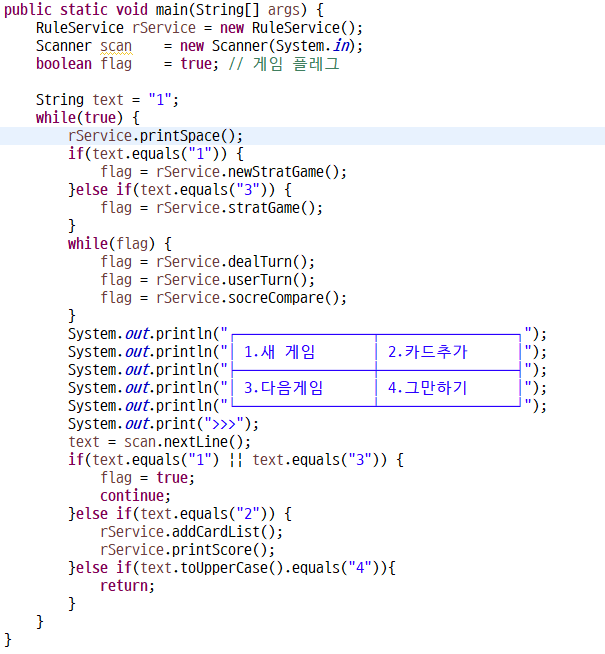 public static void main(String[] args) {
    RuleService rService = new RuleService();
    Scanner scan    = new Scanner(System.in);
    boolean flag    = true; // 게임 플레그

    String text = "1";
    while(true) {
        rService.printSpace();
        if(text.equals("1")) {
            flag = rService.newStratGame();
        }else if(text.equals("3")) {
            flag = rService.stratGame();
        }
        while(flag) {
            flag = rService.dealTurn();
            flag = rService.userTurn();
            flag = rService.socreCompare();
        }
        System.out.println("┌─────────┬─────────┐");
        System.out.println("│ 1.새 게임       │ 2.카드추가      │");
        System.out.println("├─────────┼─────────┤");
        System.out.println("│ 3.다음게임      │ 4.그만하기      │");
        System.out.println("└─────────┴─────────┘");
        System.out.print(">>>");
        text = scan.nextLine();
        if(text.equals("1") || text.equals("3")) {
            flag = true;
            continue;
        }else if(text.equals("2")) {
            rService.addCardList();
            rService.printScore();
        }else if(text.toUpperCase().equals("4")){
            return;
        }
    }
}